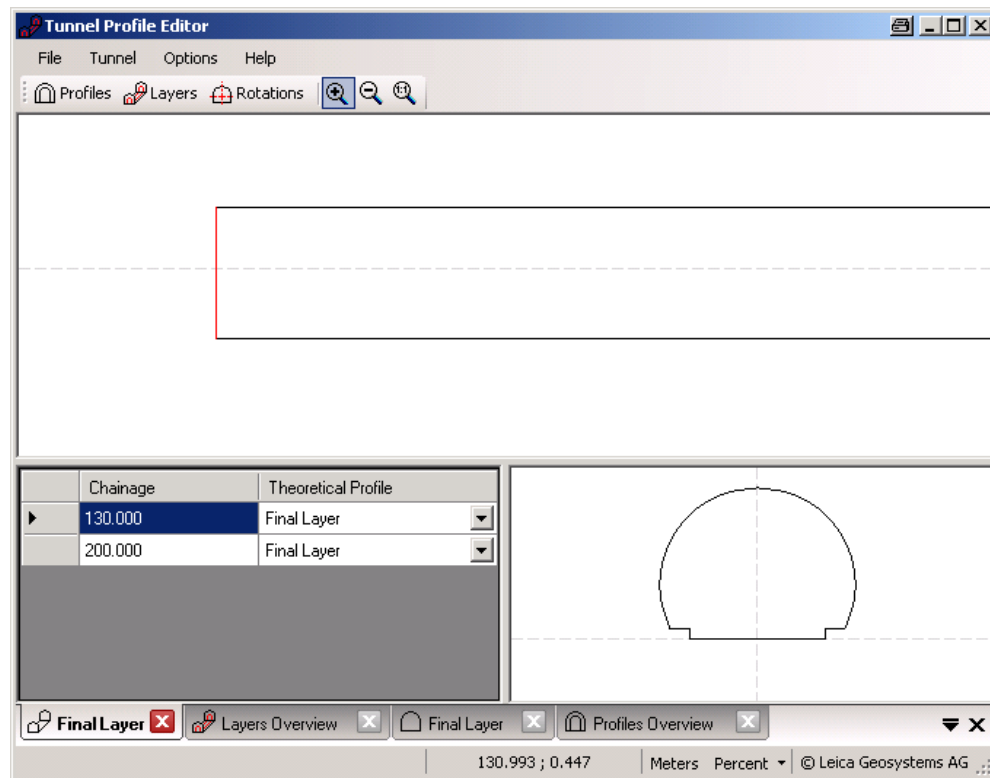 Tunnel Profile Editor
File Tunnel Options Help
Profiles Layers Rotations
Chainage Theoretical Profile
130.000 Final Layer
200.000 Final Layer
Final Layer Layers Overview Final Layer Profiles Overview
130.993 ; 0.447 Meters Percent © Leica Geosystems AG